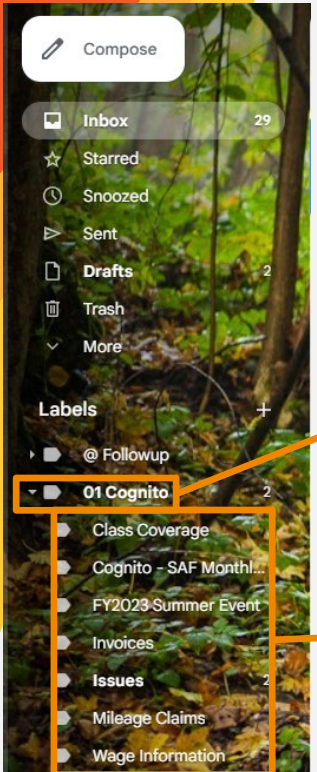 Compose
Inbox 29
Starred
Snoozed
Sent
Drafts 2
Trash
More
Labels +
@ Followup
01 Cognito 2
Class Coverage
Cognito - SAF Monthl...
FY2023 Summer Event
Invoices
Issues 2
Mileage Claims
Wage Information